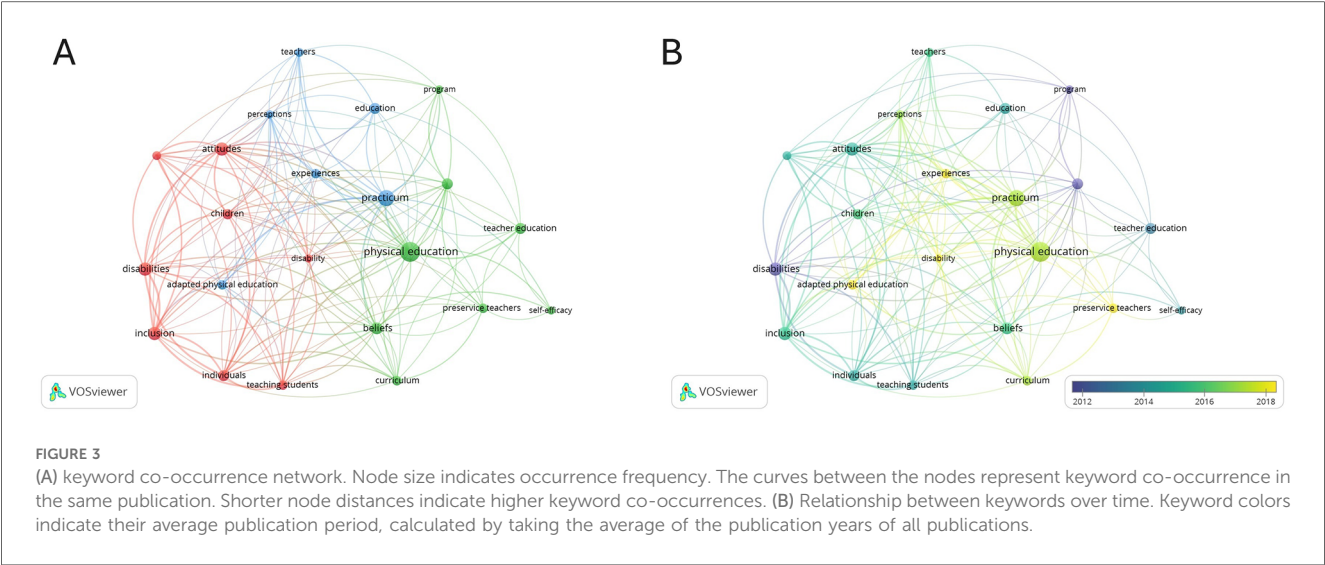 A
teachers
program
education
perceptions
attitudes
experiences
practicum
children
teacher education
physical education
disability
disabilities
adapted physical education
preservice teachers
self-efficacy
beliefs
inclusion
individuals
teaching students
curriculum
VOSviewer
B
teachers
program
education
perceptions
attitudes
experiences
practicum
children
teacher education
physical education
disability
disabilities
adapted physical education
preservice teachers
self-efficacy
beliefs
inclusion
individuals
teaching students
curriculum
VOSviewer
2012 2014 2016 2018
FIGURE 3
(A) keyword co-occurrence network. Node size indicates occurrence frequency. The curves between the nodes represent keyword co-occurrence in
the same publication. Shorter node distances indicate higher keyword co-occurrences. (B) Relationship between keywords over time. Keyword colors
indicate their average publication period, calculated by taking the average of the publication years of all publications.